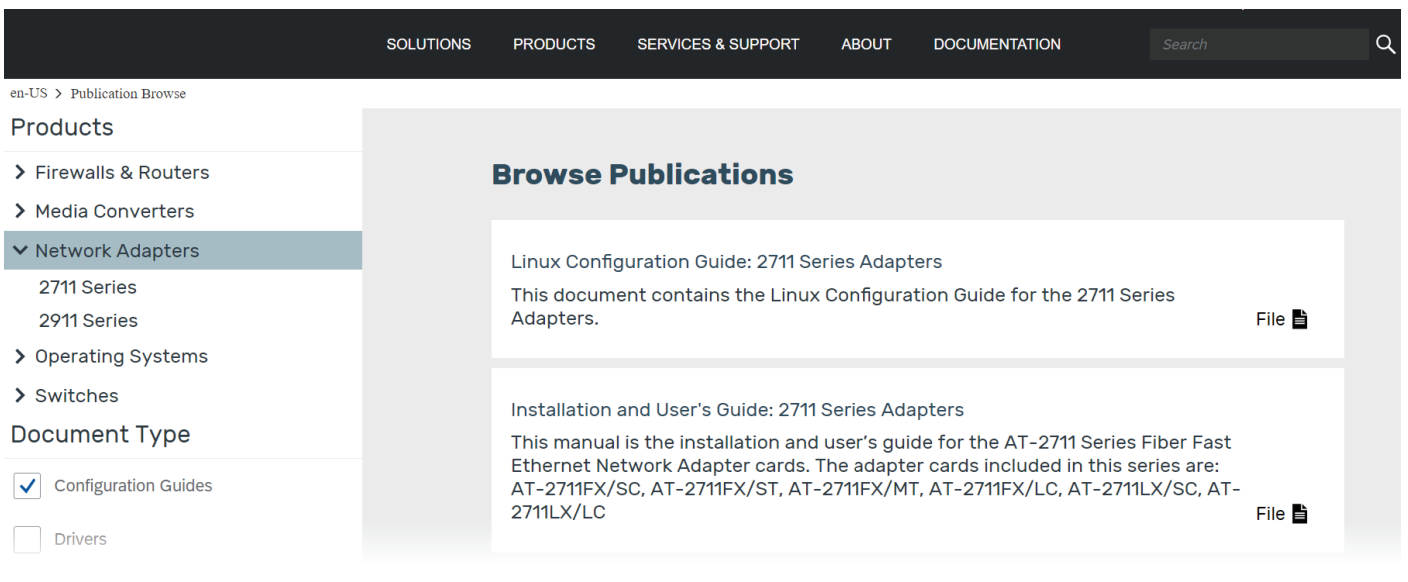 SOLUTIONS PRODUCTS SERVICES & SUPPORT ABOUT DOCUMENTATION Search
en-US > Publication Browse
Products
Firewalls & Routers
Media Converters
Network Adapters
2711 Series
2911 Series
Operating Systems
Switches
Document Type
Configuration Guides
Drivers
Browse Publications
Linux Configuration Guide: 2711 Series Adapters
This document contains the Linux Configuration Guide for the 2711 Series
Adapters.
File
Installation and User's Guide: 2711 Series Adapters
This manual is the installation and user’s guide for the AT-2711 Series Fiber Fast
Ethernet Network Adapter cards. The adapter cards included in this series are:
AT-2711FX/SC, AT-2711FX/ST, AT-2711FX/MT, AT-2711FX/LC, AT-2711LX/SC, AT-
2711LX/LC
File